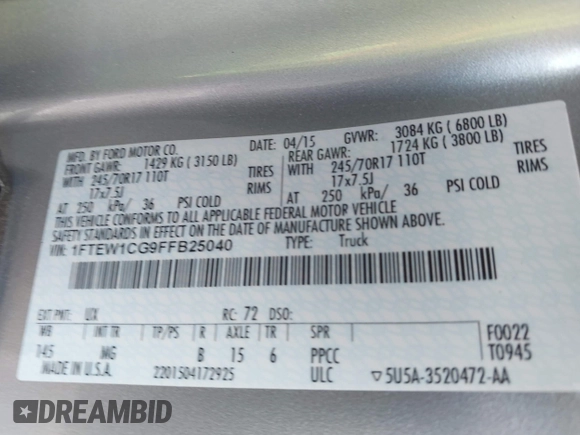 MFD. BY FORD MOTOR CO.
DATE: 04/15 GVWR: 3084 KG ( 6800 LB)
FRONT GAWR: 1429 KG ( 3150 LB) REAR GAWR: 1724 KG ( 3800 LB)
WITH 245/70R17 110T TIRES WITH 245/70R17 110T TIRES
17x7.5J RIMS 17x7.5J RIMS
AT 250 kPa/ 36 PSI COLD AT 250 kPa/ 36 PSI COLD
THIS VEHICLE CONFORMS TO ALL APPLICABLE FEDERAL MOTOR VEHICLE
SAFETY STANDARDS IN EFFECT ON THE DATE OF MANUFACTURE SHOWN ABOVE.
VIN: 1FTEW1CG9FFB25040 TYPE: Truck
EXT PNT: UX RC: 72 DSO:
WB INT TR TP/PS R AXLE TR SPR F0022
145 MG B 15 6 PPCC T0945
MADE IN U.S.A. 2201504172925 ULC ▽5U5A-3520472-AA
DREAMBID